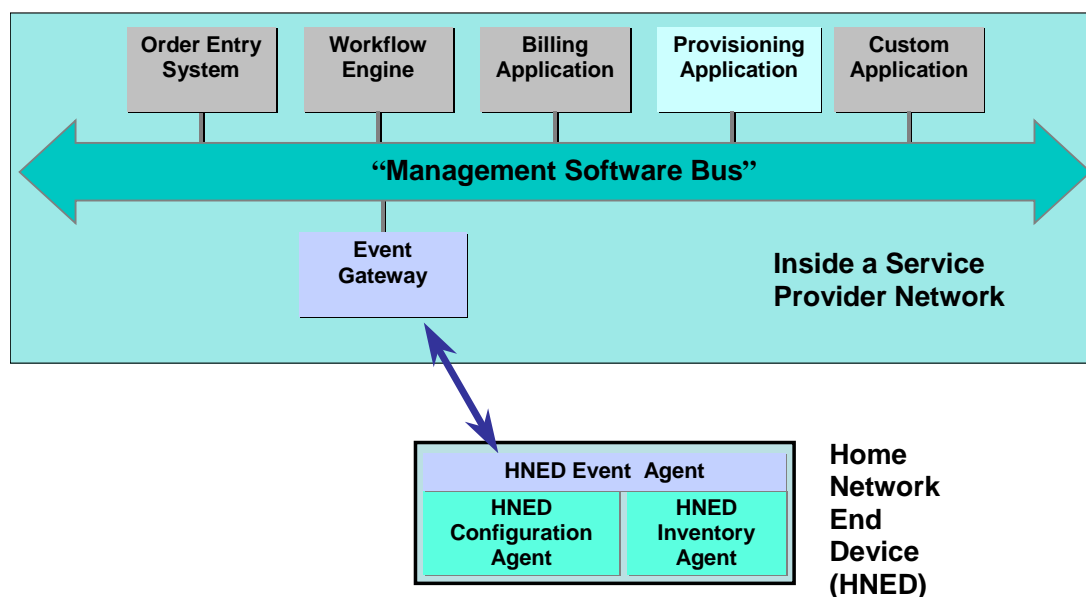 Order Entry
System
Workflow
Engine
Billing
Application
Provisioning
Application
Custom
Application
“Management Software Bus”
Event
Gateway
Inside a Service
Provider Network
HNED Event Agent
HNED
Configuration
Agent
HNED
Inventory
Agent
Home
Network
End
Device
(HNED)